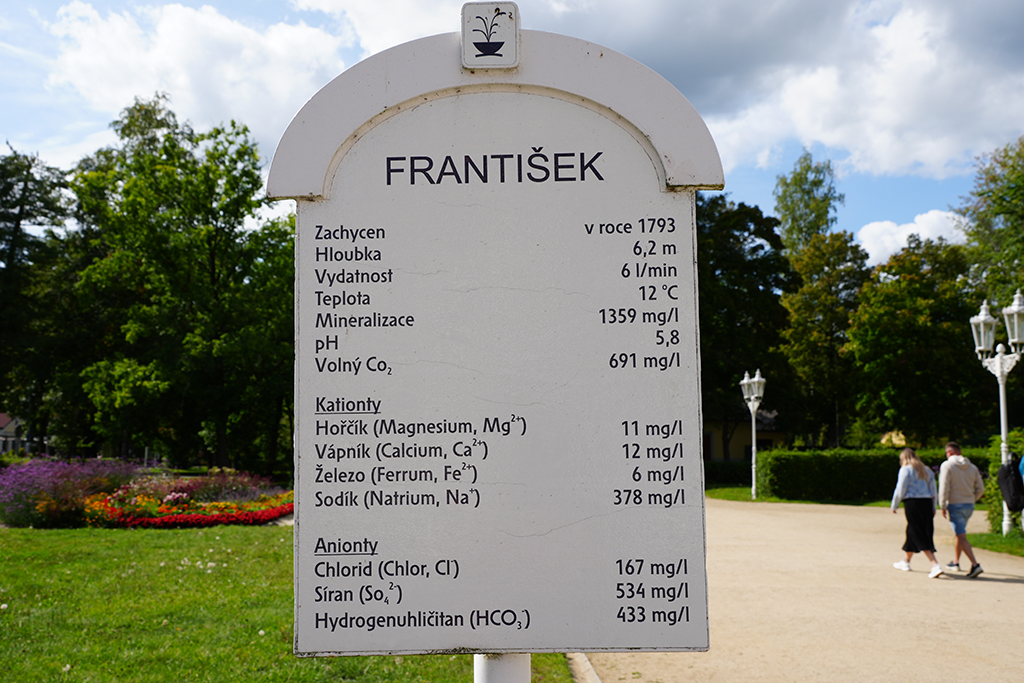 FRANTIŠEK
Zachycen v roce 1793
Hloubka 6,2 m
Vydatnost 6 l/min
Teplota 12 °C
Mineralizace 1359 mg/l
pH 5,8
Volný Co₂ 691 mg/l
Kationty
Hořčík (Magnesium, Mg²⁺) 11 mg/l
Vápník (Calcium, Ca²⁺) 12 mg/l
Železo (Ferrum, Fe²⁺) 6 mg/l
Sodík (Natrium, Na⁺) 378 mg/l
Anionty
Chlorid (Chlor, Cl⁻) 167 mg/l
Síran (So₄²⁻) 534 mg/l
Hydrogenuhličitan (HCO₃⁻) 433 mg/l